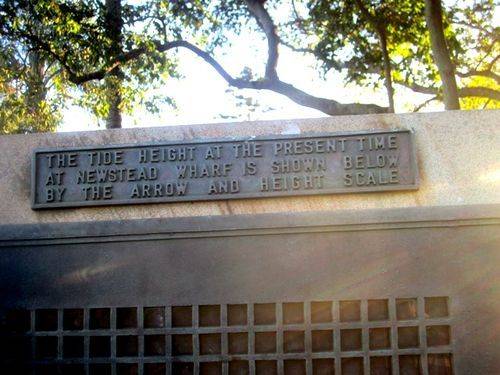 THE TIDE HEIGHT AT THE PRESENT TIME
AT NEWSTEAD WHARF IS SHOWN BELOW
BY THE ARROW AND HEIGHT SCALE